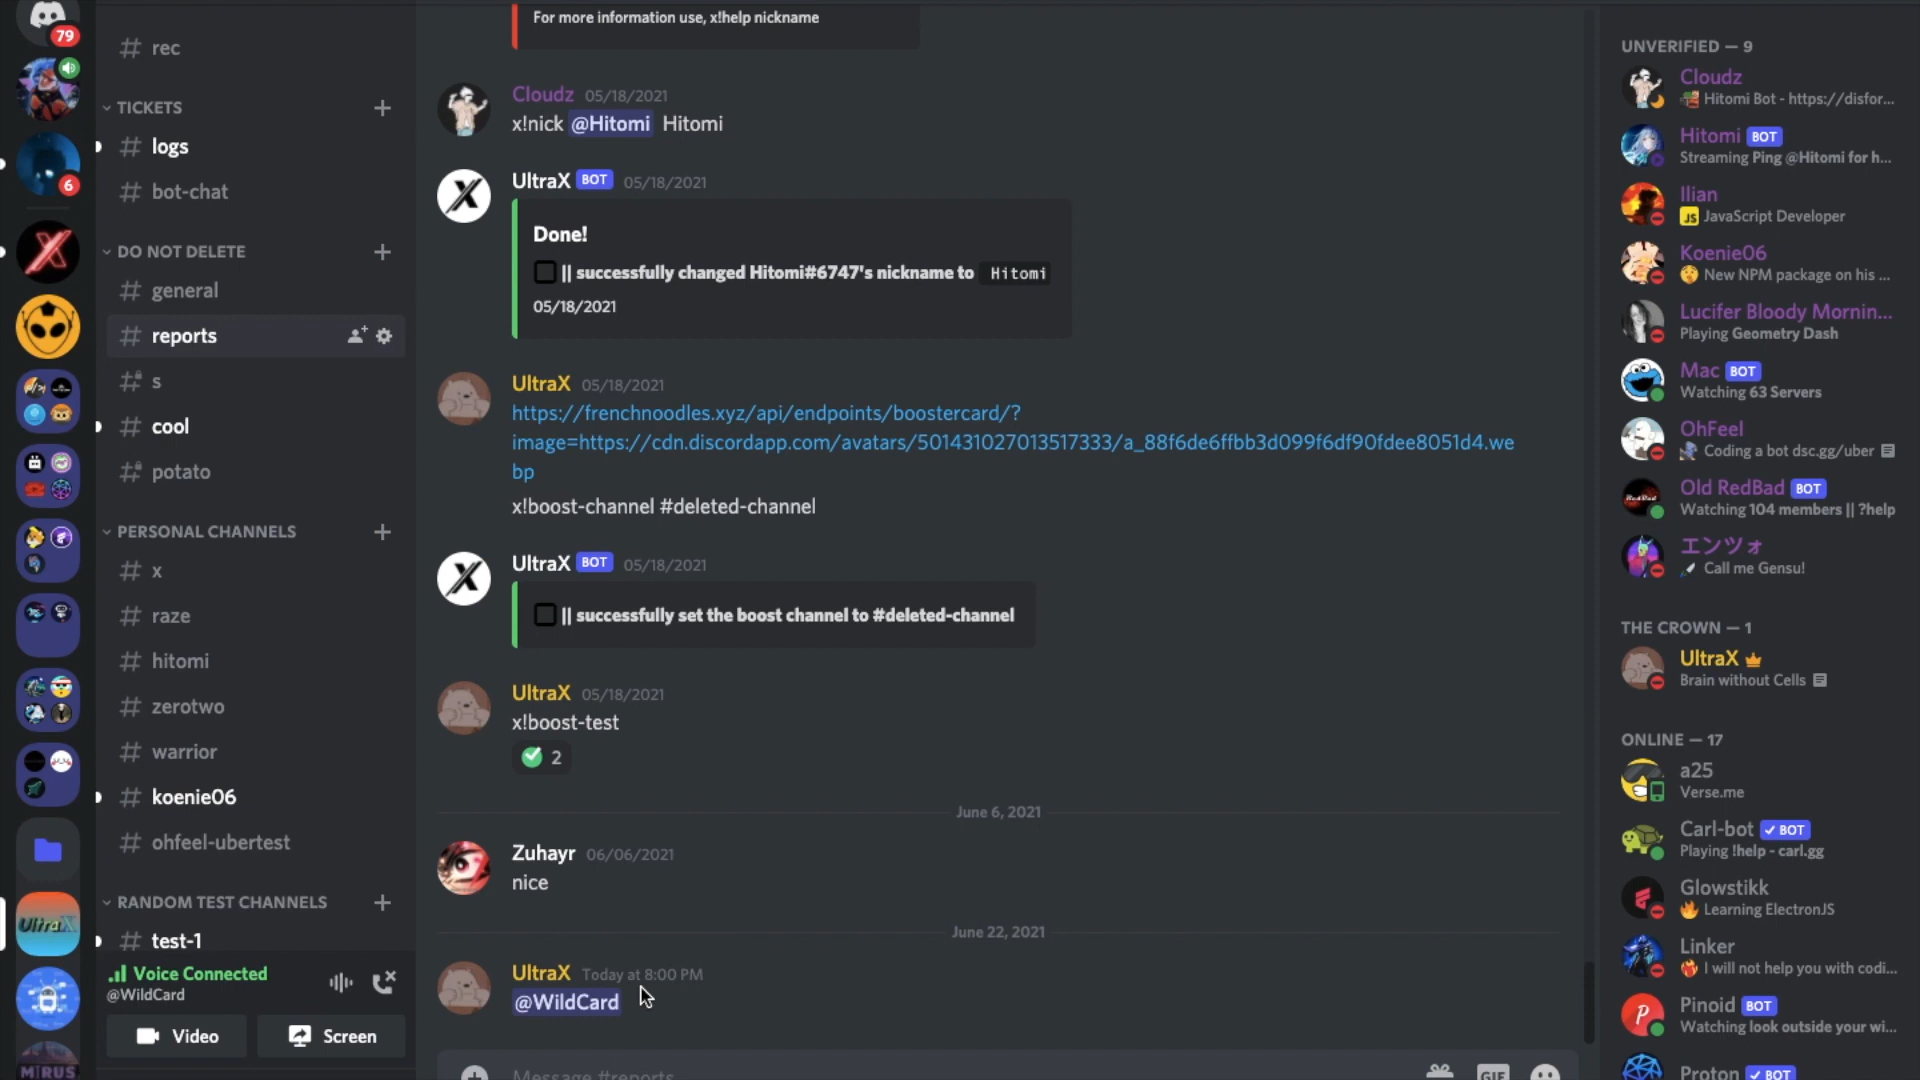 79
6
UltraX
MIRUS
rec
TICKETS
logs
bot-chat
DO NOT DELETE
general
reports
s
cool
potato
PERSONAL CHANNELS
x
raze
hitomi
zerotwo
warrior
koenie06
ohfeel-ubertest
RANDOM TEST CHANNELS
test-1
Voice Connected
@WildCard
Video
Screen
For more information use, x!help nickname
Cloudz 05/18/2021
x!nick @Hitomi Hitomi
UltraX BOT 05/18/2021
Done!
|| successfully changed Hitomi#6747's nickname to Hitomi
05/18/2021
UltraX 05/18/2021
https://frenchnoodles.xyz/api/endpoints/boostercard/?
image=https://cdn.discordapp.com/avatars/501431027013517333/a_88f6de6ffbb3d099f6df90fdee8051d4.we
bp
x!boost-channel #deleted-channel
UltraX BOT 05/18/2021
|| successfully set the boost channel to #deleted-channel
UltraX 05/18/2021
x!boost-test
2
June 6, 2021
Zuhayr 06/06/2021
nice
June 22, 2021
UltraX Today at 8:00 PM
@WildCard
Message #reports
GIF
UNVERIFIED — 9
Cloudz
Hitomi Bot - https://disfor...
Hitomi BOT
Streaming Ping @Hitomi for h...
Ilian
JS JavaScript Developer
Koenie06
New NPM package on his ...
Lucifer Bloody Mornin...
Playing Geometry Dash
Mac BOT
Watching 63 Servers
OhFeel
Coding a bot dsc.gg/uber
Old RedBad BOT
Watching 104 members || ?help
エンツォ
Call me Gensu!
THE CROWN — 1
UltraX
Brain without Cells
ONLINE — 17
a25
Verse.me
Carl-bot BOT
Playing !help - carl.gg
Glowstikk
Learning ElectronJS
Linker
I will not help you with codi...
Pinoid BOT
Watching look outside your wi...
Proton BOT